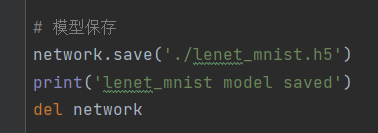 # 模型保存
network.save('./lenet_mnist.h5')
print('lenet_mnist model saved')
del network